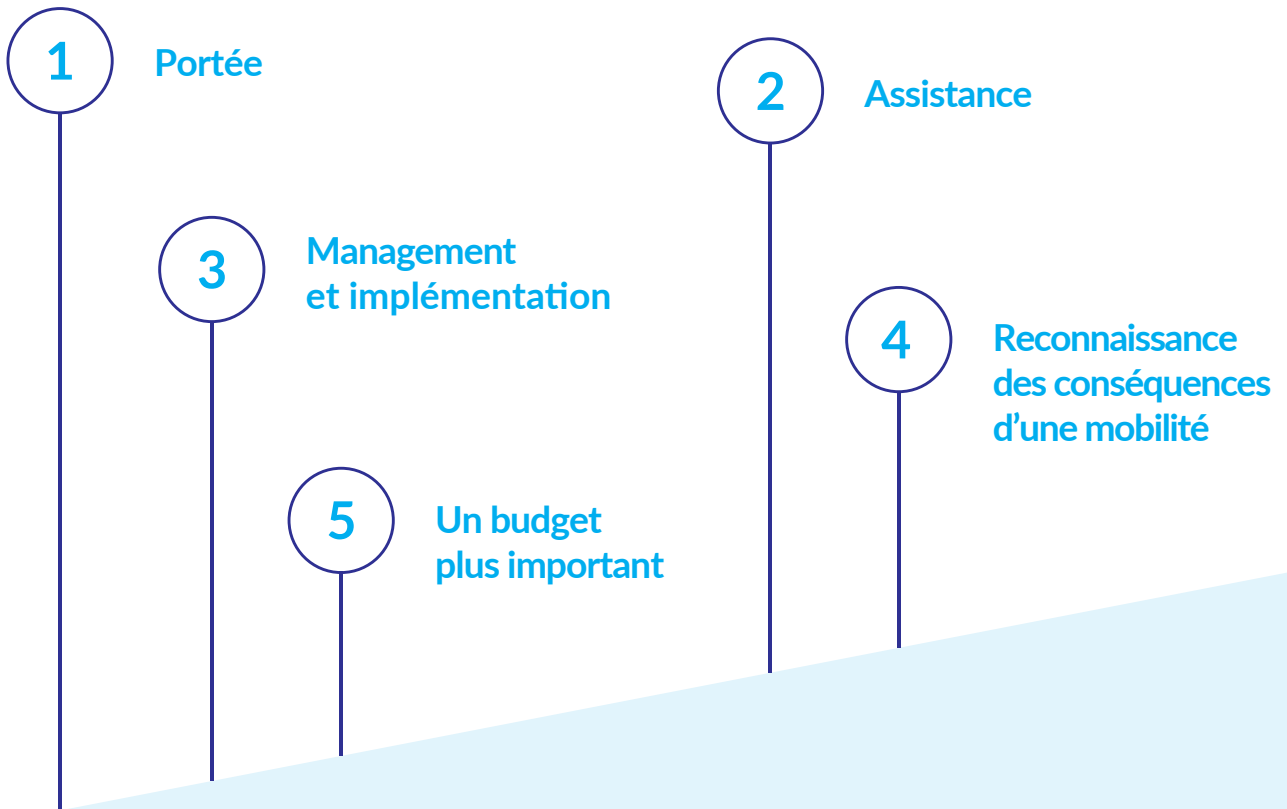 1
Portée
2
Assistance
3
Management
et implémentation
4
Reconnaissance
des conséquences
d’une mobilité
5
Un budget
plus important